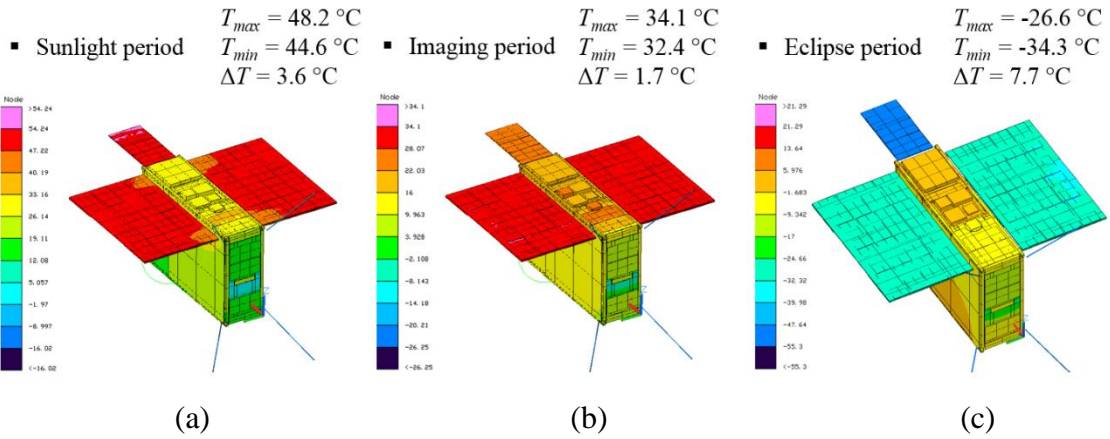 ▪ Sunlight period
Tmax = 48.2 °C
Tmin = 44.6 °C
ΔT = 3.6 °C
Node
>54.24
54.24
47.22
40.19
33.16
26.14
19.11
12.08
5.057
-1.97
-8.997
-16.02
<-16.02
(a)
▪ Imaging period
Tmax = 34.1 °C
Tmin = 32.4 °C
ΔT = 1.7 °C
Node
>34.1
34.1
28.07
22.03
16
9.963
3.928
-2.108
-8.143
-14.18
-20.21
-26.25
<-26.25
(b)
▪ Eclipse period
Tmax = -26.6 °C
Tmin = -34.3 °C
ΔT = 7.7 °C
Node
>21.29
21.29
13.64
5.976
-1.683
-9.342
-17
-24.66
-32.32
-39.98
-47.64
-55.3
<-55.3
(c)